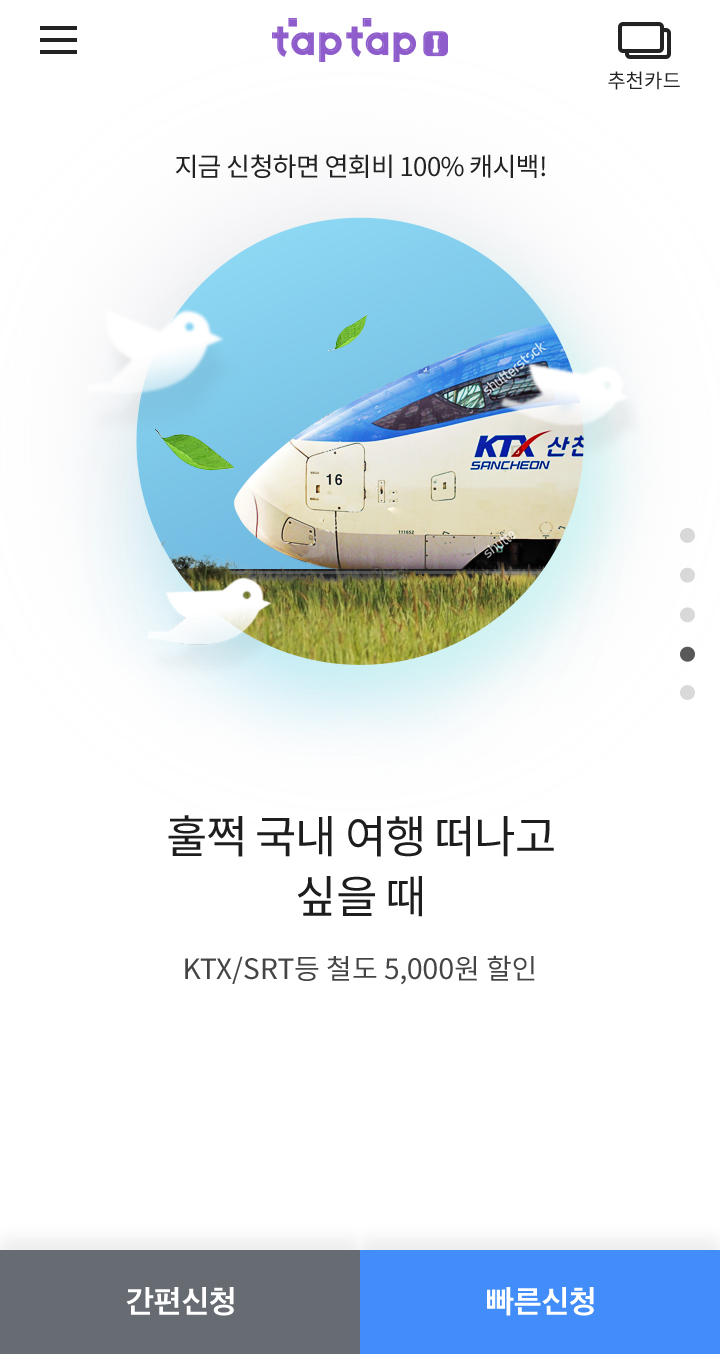 taptap I
추천카드
지금 신청하면 연회비 100% 캐시백!
shutterstock
KTX 산천
SANCHEON
16
111652
shutte
훌쩍 국내 여행 떠나고
싶을 때
KTX/SRT등 철도 5,000원 할인
간편신청
빠른신청